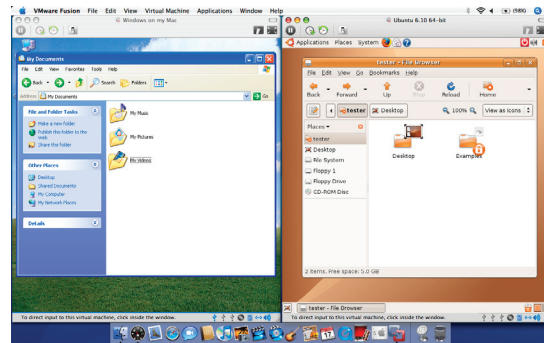 VMware Fusion File Edit View Virtual Machine Applications Window Help (98%)
Windows on my Mac
My Documents
File Edit View Favorites Tools Help
Back Search Folders
Address My Documents Go
File and Folder Tasks
Make a new folder
Publish this folder to the web
Share this folder
Other Places
Desktop
Shared Documents
My Computer
My Network Places
Details
My Music
My Pictures
My Videos
To direct input to this virtual machine, click inside the window.
Ubuntu 6.10 64-bit
Applications Places System
tester - File Browser
File Edit View Go Bookmarks Help
Back Forward Up Stop Reload Home
tester Desktop 100% View as Icons
Places
tester
Desktop
File System
Floppy 1
Floppy Drive
CD-ROM Disc
Desktop
Examples
2 items, Free space: 5.0 GB
tester - File Browser
To direct input to this virtual machine, click inside the window.
17